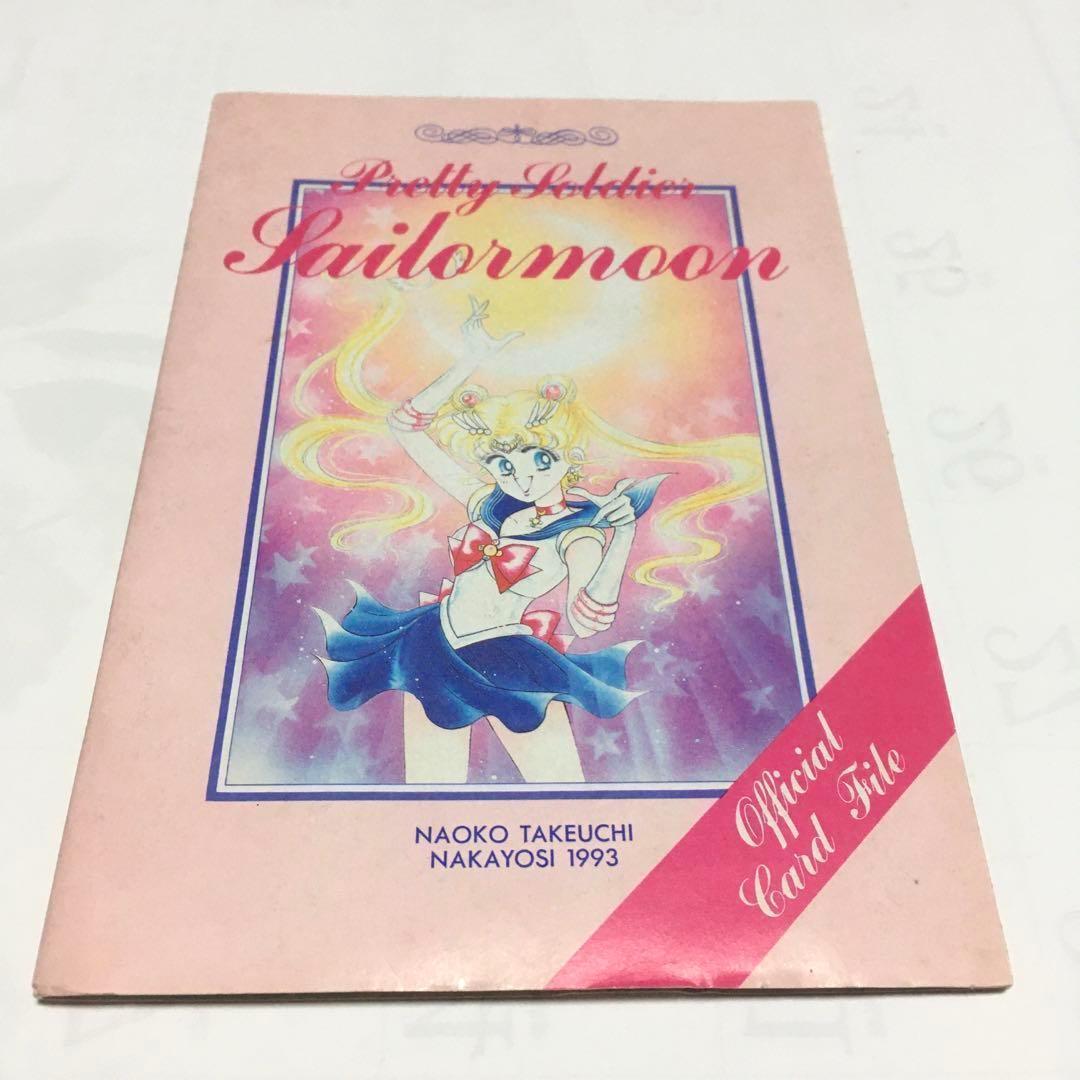 Pretty Soldier
Sailormoon
NAOKO TAKEUCHI
NAKAYOSI 1993
Official
Card File